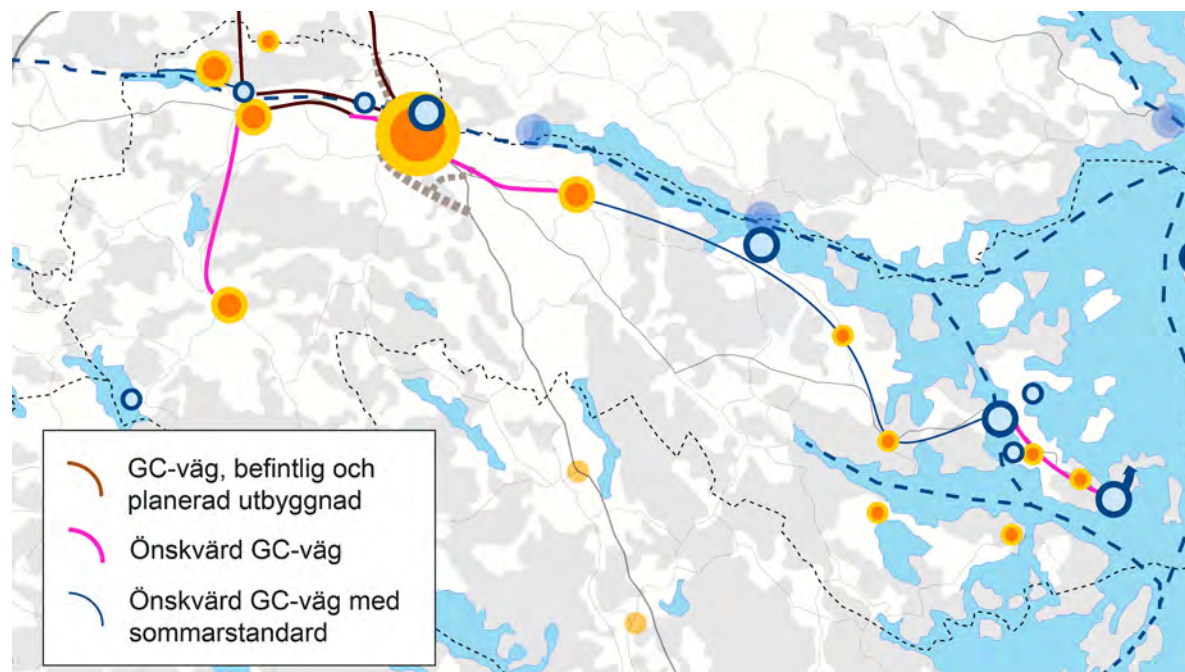 GC-väg, befintlig och
planerad utbyggnad
Önskvärd GC-väg
Önskvärd GC-väg med
sommarstandard